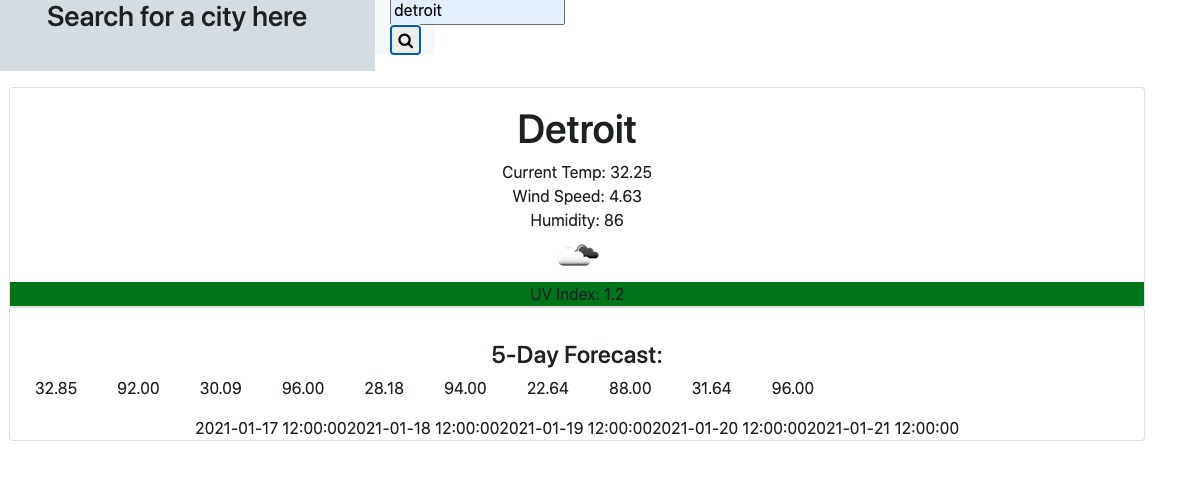 Search for a city here
detroit
Detroit
Current Temp: 32.25
Wind Speed: 4.63
Humidity: 86
UV Index: 1.2
5-Day Forecast:
32.85 92.00 30.09 96.00 28.18 94.00 22.64 88.00 31.64 96.00
2021-01-17 12:00:002021-01-18 12:00:002021-01-19 12:00:002021-01-20 12:00:002021-01-21 12:00:00